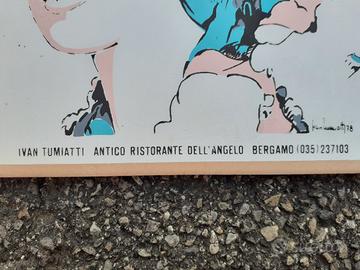 IVAN TUMIATTI ANTICO RISTORANTE DELL'ANGELO BERGAMO (035) 237103